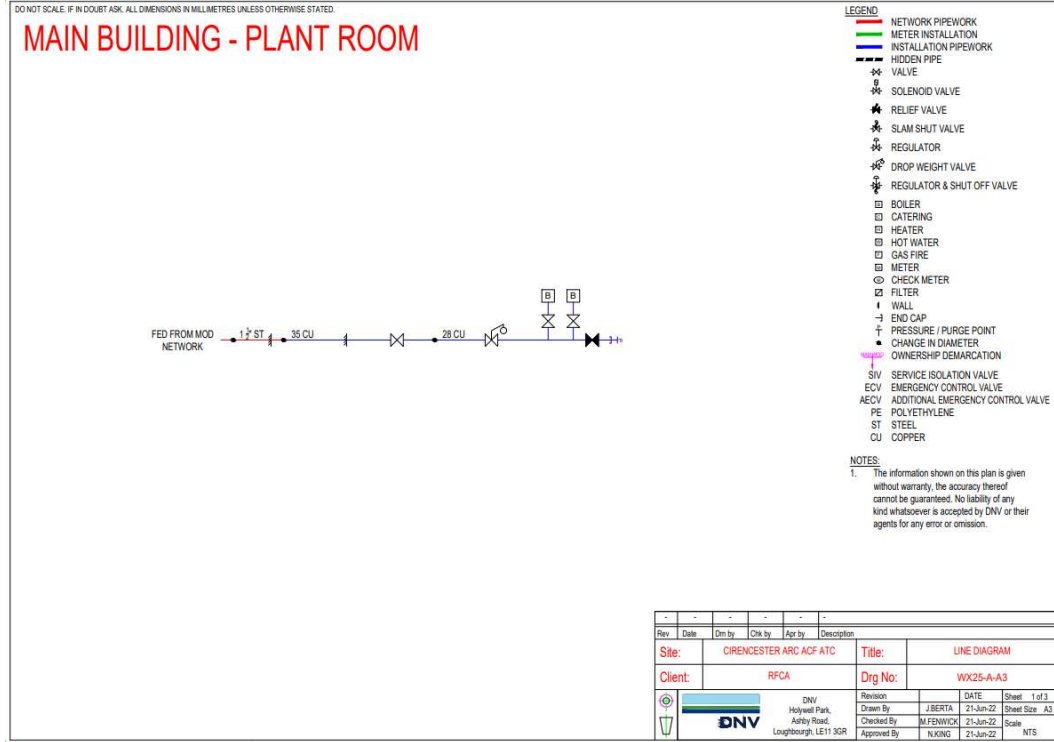 DO NOT SCALE. IF IN DOUBT ASK. ALL DIMENSIONS IN MILLIMETRES UNLESS OTHERWISE STATED.
MAIN BUILDING - PLANT ROOM
LEGEND
NETWORK PIPEWORK
METER INSTALLATION
INSTALLATION PIPEWORK
HIDDEN PIPE
VALVE
SOLENOID VALVE
RELIEF VALVE
SLAM SHUT VALVE
REGULATOR
DROP WEIGHT VALVE
REGULATOR & SHUT OFF VALVE
BOILER
CATERING
HEATER
HOT WATER
GAS FIRE
METER
CHECK METER
FILTER
WALL
END CAP
PRESSURE / PURGE POINT
CHANGE IN DIAMETER
OWNERSHIP DEMARCATION
SIV SERVICE ISOLATION VALVE
ECV EMERGENCY CONTROL VALVE
AECV ADDITIONAL EMERGENCY CONTROL VALVE
PE POLYETHYLENE
ST STEEL
CU COPPER
NOTES:
1. The information shown on this plan is given
without warranty, the accuracy thereof
cannot be guaranteed. No liability of any
kind whatsoever is accepted by DNV or their
agents for any error or omission.
B B
FED FROM MOD
NETWORK
1 ½" ST 35 CU 28 CU
- - - - - -
Rev Date Drn by Chk by Apr by Description
Site: CIRENCESTER ARC ACF ATC Title: LINE DIAGRAM
Client: RFCA Drg No: WX25-A-A3
DNV
DNV
Holywell Park,
Ashby Road,
Loughbourgh, LE11 3GR
Revision DATE Sheet 1 of 3
Drawn By J.BERTA 21-Jun-22 Sheet Size A3
Checked By M.FENWICK 21-Jun-22 Scale
Approved By N.KING 21-Jun-22 NTS